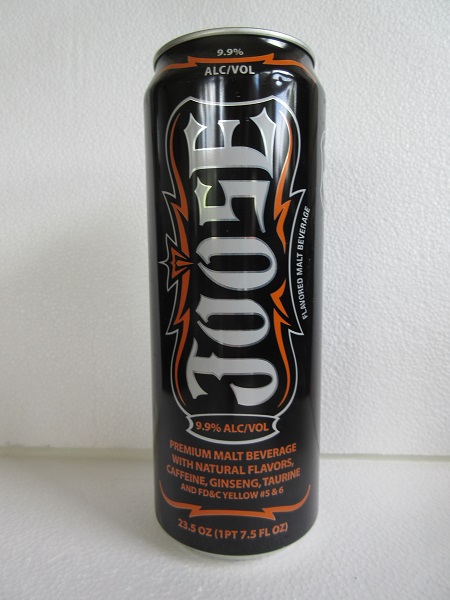 9.9%
ALC/VOL
JOOSE
FLAVORED MALT BEVERAGE
9.9% ALC/VOL
PREMIUM MALT BEVERAGE
WITH NATURAL FLAVORS,
CAFFEINE, GINSENG, TAURINE
AND FD&C YELLOW #5 & 6
23.5 OZ (1PT 7.5 FL OZ)